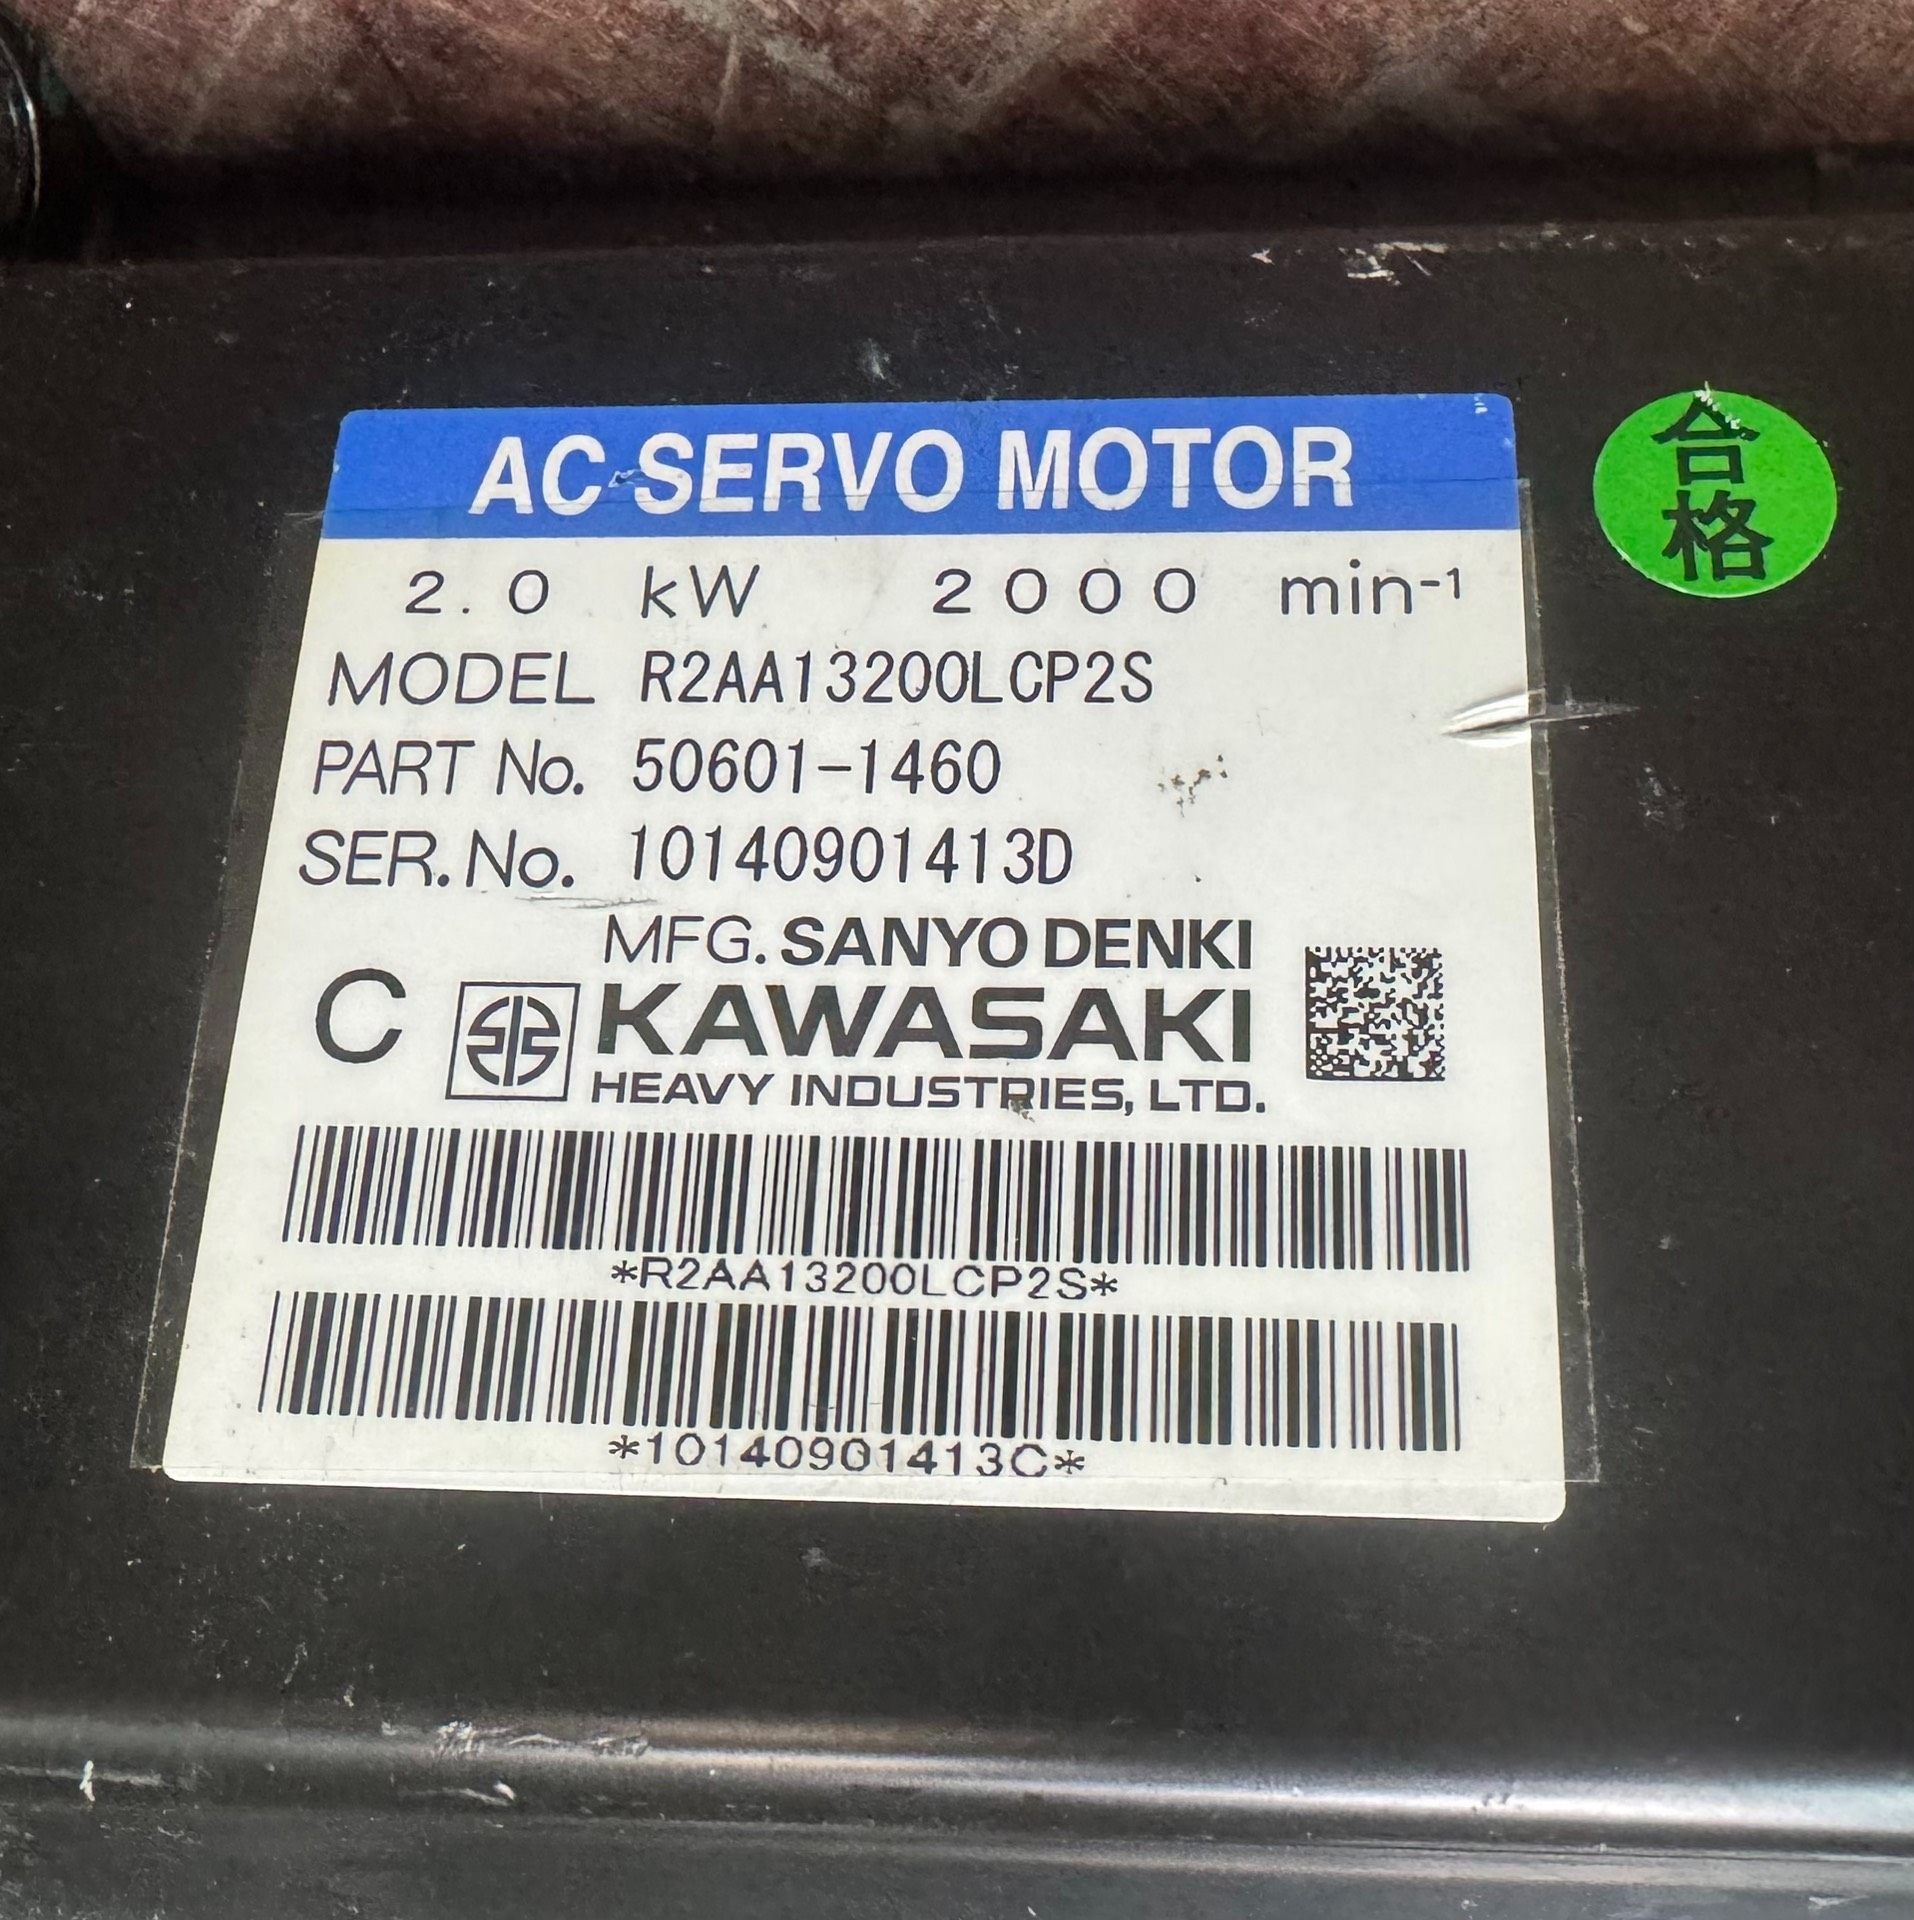 AC SERVO MOTOR
2.0 kW 2000 min-1
MODEL R2AA13200LCP2S
PART No. 50601-1460
SER.No. 10140901413D
MFG. SANYO DENKI
C KAWASAKI
HEAVY INDUSTRIES, LTD.
*R2AA13200LCP2S*
*10140901413C*
合格